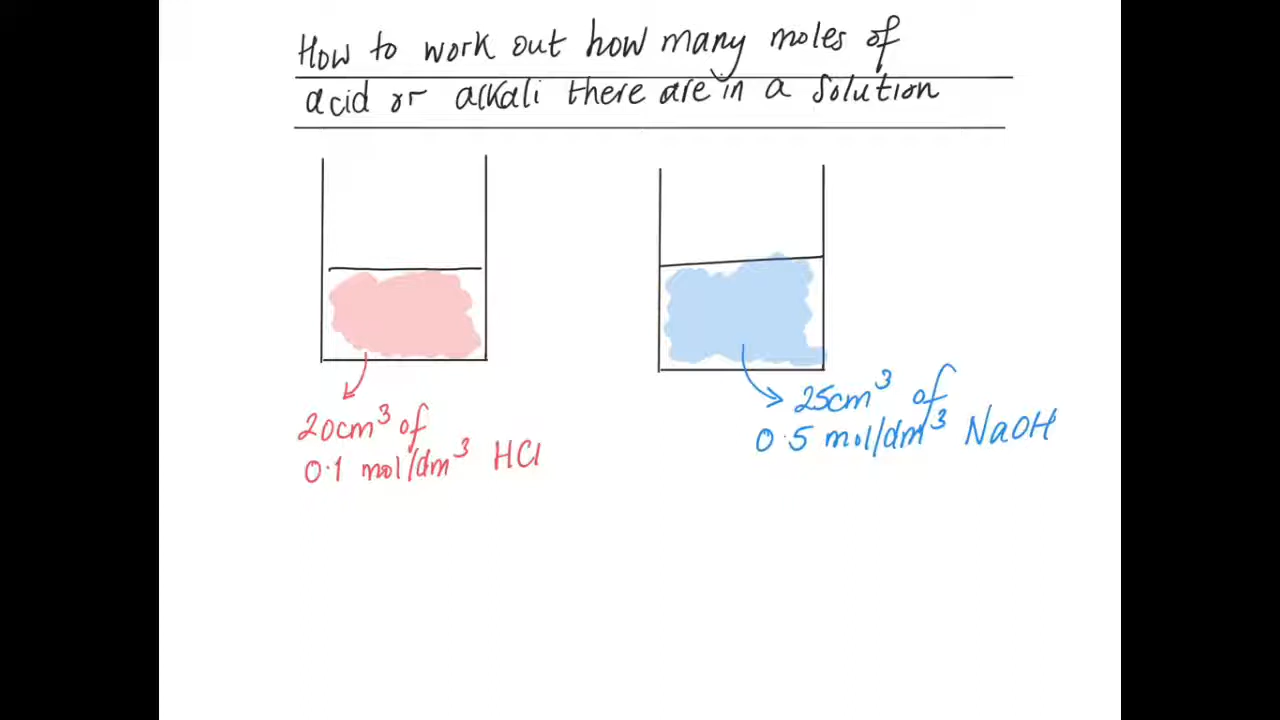 How to work out how many moles of
acid or alkali there are in a solution
20cm³ of
0·1 mol/dm³ HCl
25cm³ of
0·5 mol/dm³ NaOH